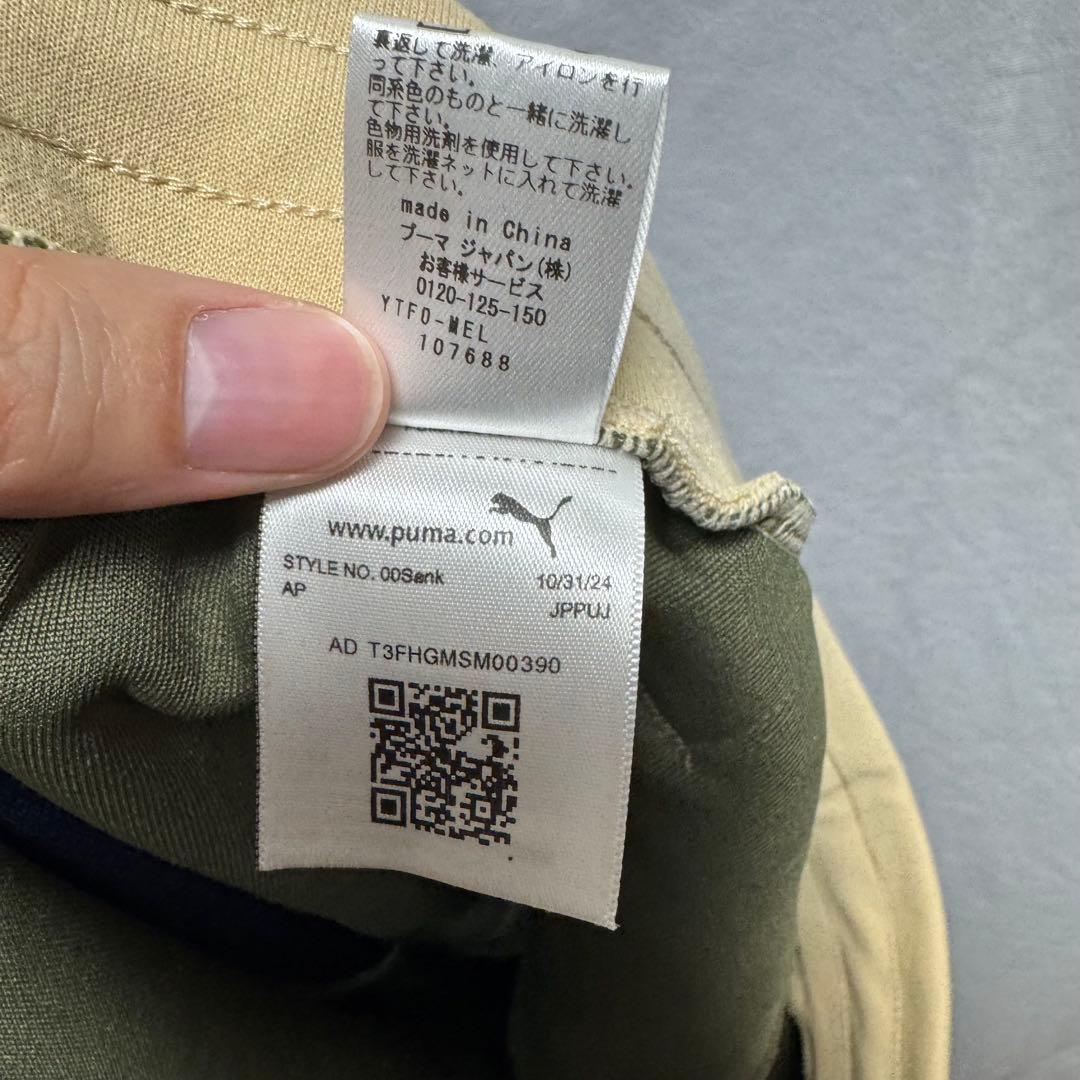 裏返して洗濯、アイロンを行
って下さい。
同系色のものと一緒に洗濯し
て下さい。
色物用洗剤を使用して下さい。
服を洗濯ネットに入れて洗濯
して下さい。
made in China
プーマ ジャパン(株)
お客様サービス
0120-125-150
YTFO-MEL
107688
www.puma.com
STYLE NO. 00Senk 10/31/24
AP JPPUJ
AD T3FHGMSM00390